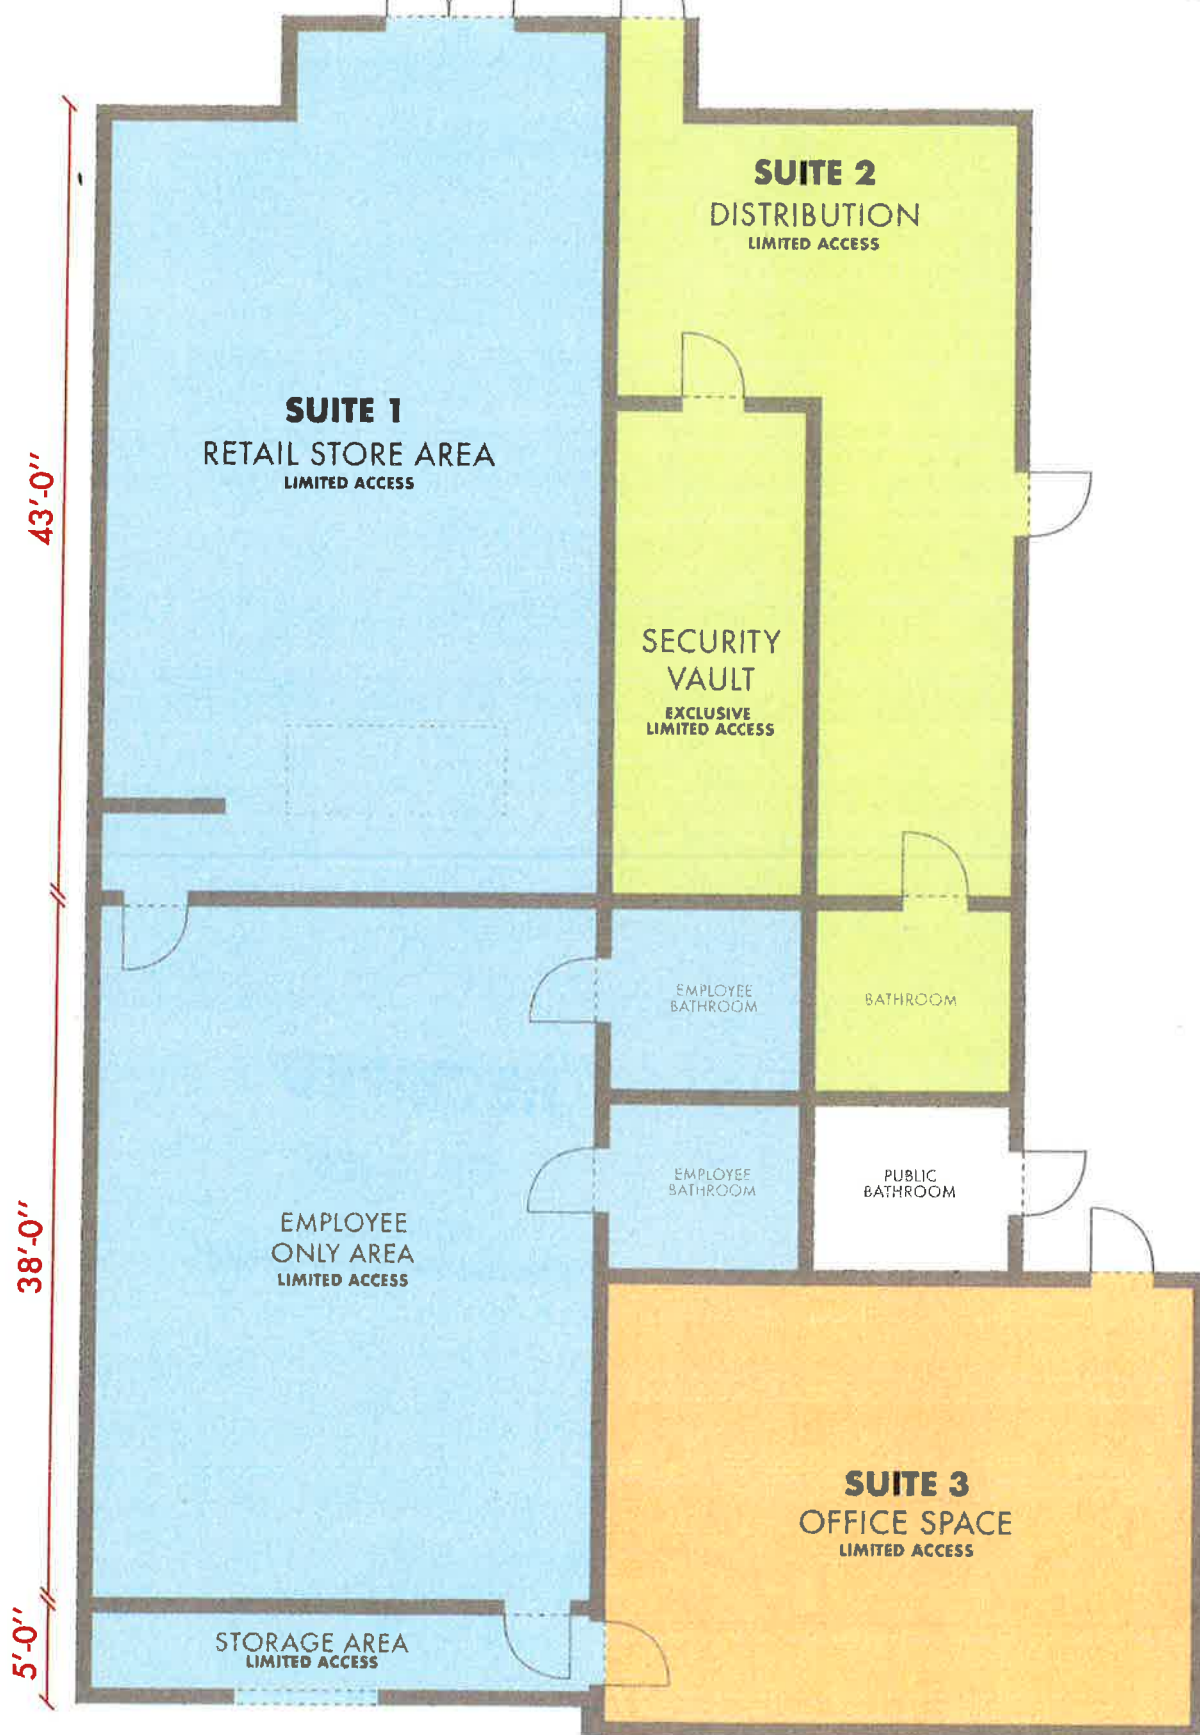 SUITE 2
DISTRIBUTION
LIMITED ACCESS
SUITE 1
RETAIL STORE AREA
LIMITED ACCESS
43'-0"
SECURITY
VAULT
EXCLUSIVE
LIMITED ACCESS
EMPLOYEE
BATHROOM
BATHROOM
EMPLOYEE
BATHROOM
PUBLIC
BATHROOM
EMPLOYEE
ONLY AREA
LIMITED ACCESS
38'-0"
SUITE 3
OFFICE SPACE
LIMITED ACCESS
STORAGE AREA
LIMITED ACCESS
5'-0"